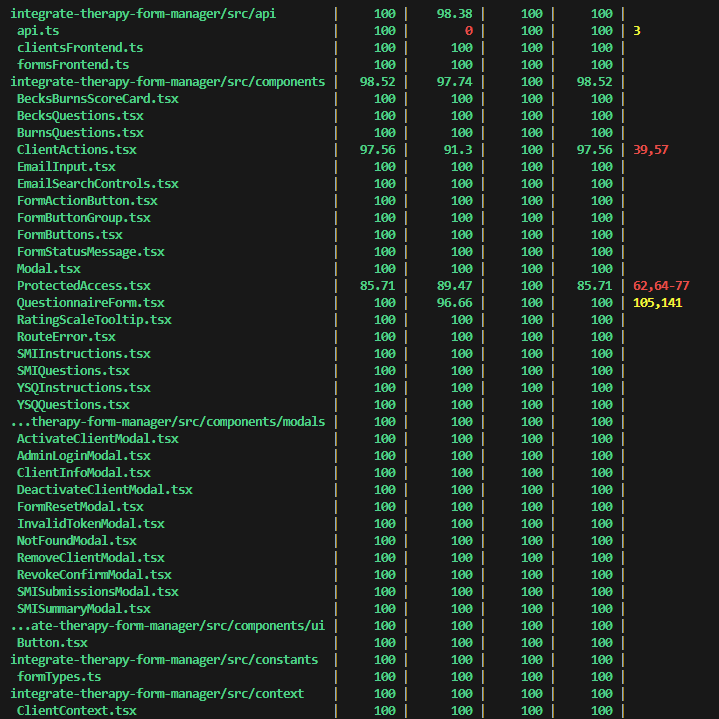 integrate-therapy-form-manager/src/api | 100 | 98.38 | 100 | 100 |
api.ts | 100 | 0 | 100 | 100 | 3
clientsFrontend.ts | 100 | 100 | 100 | 100 |
formsFrontend.ts | 100 | 100 | 100 | 100 |
integrate-therapy-form-manager/src/components | 98.52 | 97.74 | 100 | 98.52 |
BecksBurnsScoreCard.tsx | 100 | 100 | 100 | 100 |
BecksQuestions.tsx | 100 | 100 | 100 | 100 |
BurnsQuestions.tsx | 100 | 100 | 100 | 100 |
ClientActions.tsx | 97.56 | 91.3 | 100 | 97.56 | 39,57
EmailInput.tsx | 100 | 100 | 100 | 100 |
EmailSearchControls.tsx | 100 | 100 | 100 | 100 |
FormActionButton.tsx | 100 | 100 | 100 | 100 |
FormButtonGroup.tsx | 100 | 100 | 100 | 100 |
FormButtons.tsx | 100 | 100 | 100 | 100 |
FormStatusMessage.tsx | 100 | 100 | 100 | 100 |
Modal.tsx | 100 | 100 | 100 | 100 |
ProtectedAccess.tsx | 85.71 | 89.47 | 100 | 85.71 | 62,64-77
QuestionnaireForm.tsx | 100 | 96.66 | 100 | 100 | 105,141
RatingScaleTooltip.tsx | 100 | 100 | 100 | 100 |
RouteError.tsx | 100 | 100 | 100 | 100 |
SMIInstructions.tsx | 100 | 100 | 100 | 100 |
SMIQuestions.tsx | 100 | 100 | 100 | 100 |
YSQInstructions.tsx | 100 | 100 | 100 | 100 |
YSQQuestions.tsx | 100 | 100 | 100 | 100 |
...therapy-form-manager/src/components/modals | 100 | 100 | 100 | 100 |
ActivateClientModal.tsx | 100 | 100 | 100 | 100 |
AdminLoginModal.tsx | 100 | 100 | 100 | 100 |
ClientInfoModal.tsx | 100 | 100 | 100 | 100 |
DeactivateClientModal.tsx | 100 | 100 | 100 | 100 |
FormResetModal.tsx | 100 | 100 | 100 | 100 |
InvalidTokenModal.tsx | 100 | 100 | 100 | 100 |
NotFoundModal.tsx | 100 | 100 | 100 | 100 |
RemoveClientModal.tsx | 100 | 100 | 100 | 100 |
RevokeConfirmModal.tsx | 100 | 100 | 100 | 100 |
SMISubmissionsModal.tsx | 100 | 100 | 100 | 100 |
SMISummaryModal.tsx | 100 | 100 | 100 | 100 |
...ate-therapy-form-manager/src/components/ui | 100 | 100 | 100 | 100 |
Button.tsx | 100 | 100 | 100 | 100 |
integrate-therapy-form-manager/src/constants | 100 | 100 | 100 | 100 |
formTypes.ts | 100 | 100 | 100 | 100 |
integrate-therapy-form-manager/src/context | 100 | 100 | 100 | 100 |
ClientContext.tsx | 100 | 100 | 100 | 100 |